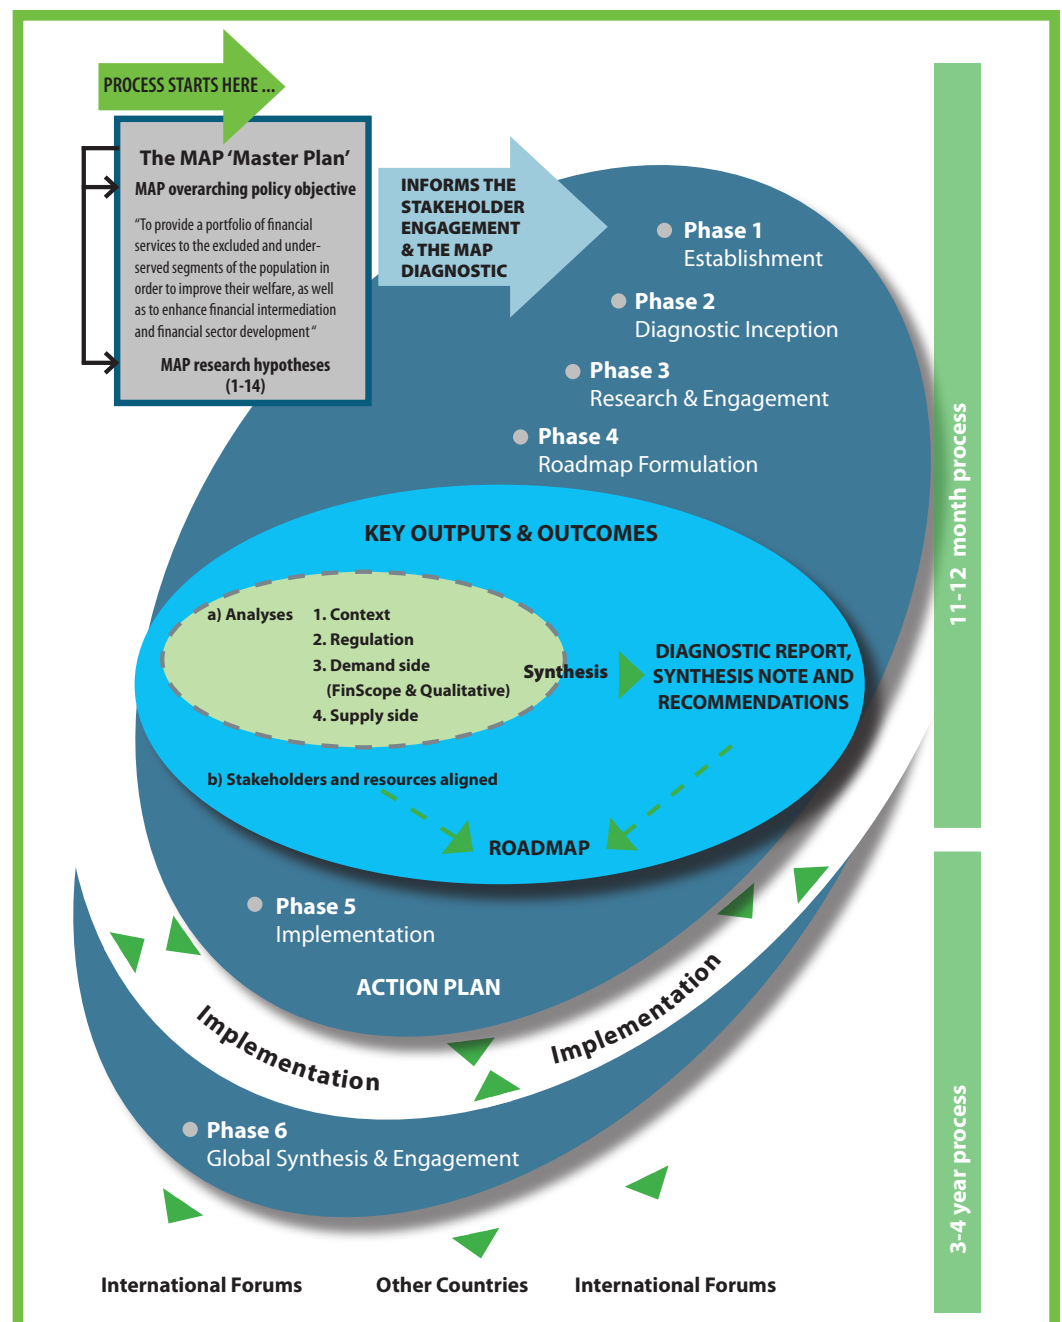 PROCESS STARTS HERE ...
The MAP ‘Master Plan’
MAP overarching policy objective
“To provide a portfolio of financial
services to the excluded and under-
served segments of the population in
order to improve their welfare, as well
as to enhance financial intermediation
and financial sector development“
MAP research hypotheses
(1-14)
INFORMS THE
STAKEHOLDER
ENGAGEMENT
& THE MAP
DIAGNOSTIC
Phase 1
Establishment
Phase 2
Diagnostic Inception
Phase 3
Research & Engagement
Phase 4
Roadmap Formulation
KEY OUTPUTS & OUTCOMES
a) Analyses
1. Context
2. Regulation
3. Demand side
(FinScope & Qualitative)
4. Supply side
Synthesis
DIAGNOSTIC REPORT,
SYNTHESIS NOTE AND
RECOMMENDATIONS
b) Stakeholders and resources aligned
ROADMAP
Phase 5
Implementation
ACTION PLAN
Implementation
Implementation
Phase 6
Global Synthesis & Engagement
International Forums
Other Countries
International Forums
11-12 month process
3-4 year process